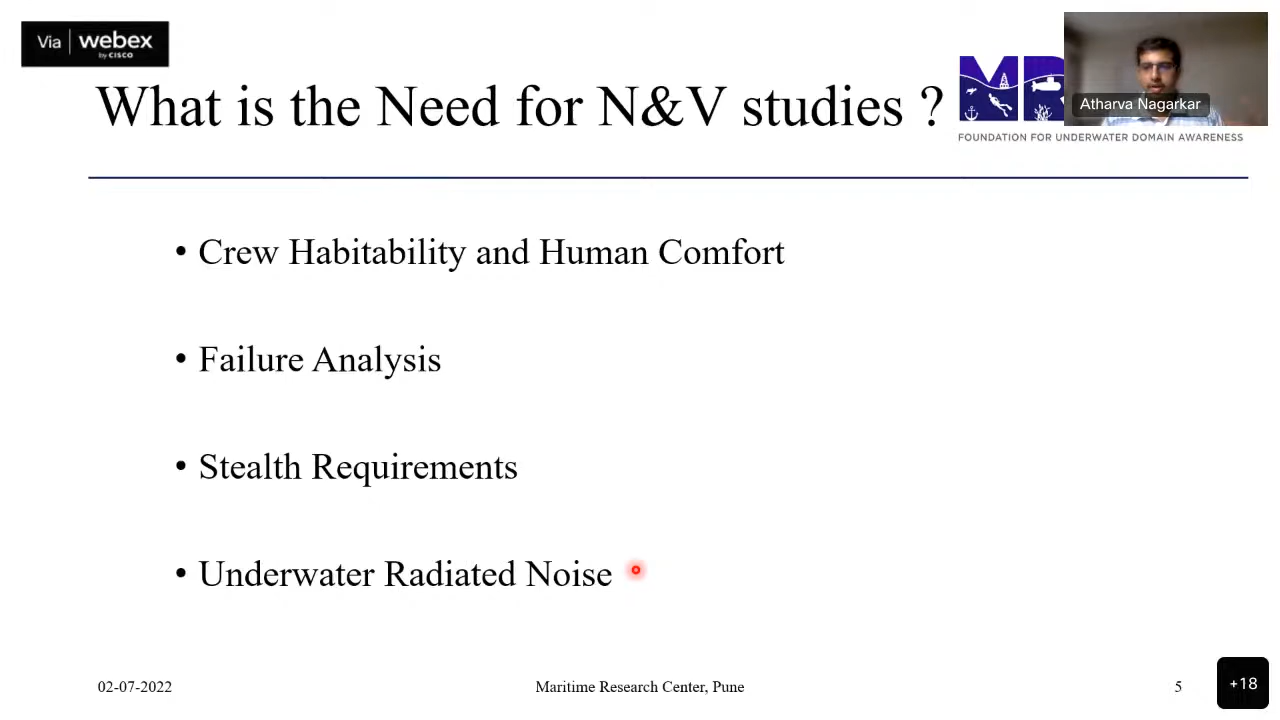 Via webex
by CISCO
What is the Need for N&V studies ?
Atharva Nagarkar
FOUNDATION FOR UNDERWATER DOMAIN AWARENESS
• Crew Habitability and Human Comfort
• Failure Analysis
• Stealth Requirements
• Underwater Radiated Noise
02-07-2022
Maritime Research Center, Pune
5
+18